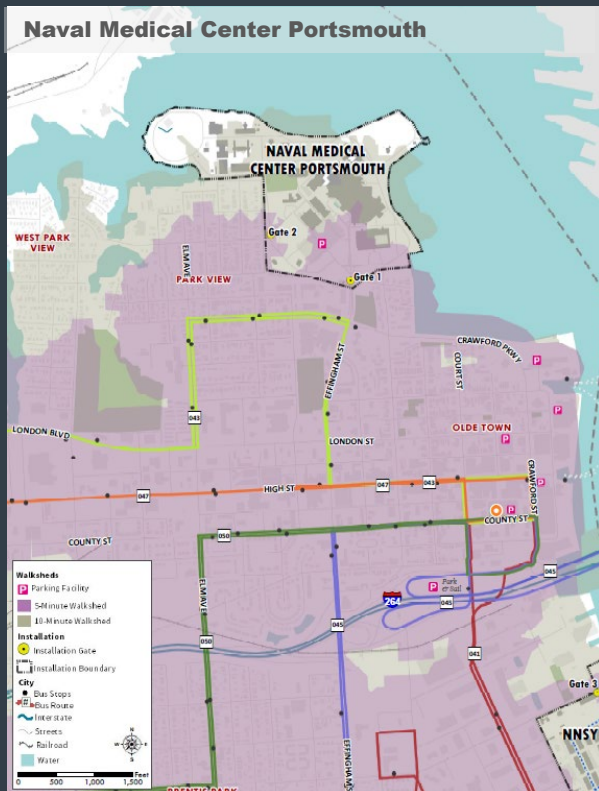 Naval Medical Center Portsmouth
NAVAL MEDICAL
CENTER PORTSMOUTH
WEST PARK
VIEW
Gate 2
P
ELM AVE
PARK VIEW
Gate 1
CRAWFORD PKWY
EFFINGHAM ST
COURT ST
P
P
043
OLDE TOWN
LONDON BLVD
LONDON ST
P
CRAWFORD ST
047
HIGH ST
047
043
P
P
COUNTY ST
COUNTY ST
050
045
Park
& Sail
P
264
045
ELM AVE
045
050
041
Gate 3
NNSY
EFFINGHAM
PRENTIS PARK
Walksheds
P Parking Facility
5-Minute Walkshed
10-Minute Walkshed
Installation
Installation Gate
Installation Boundary
City
Bus Stops
# Bus Route
Interstate
Streets
Railroad
Water
N
W E
S
Feet
0 500 1,000 1,500